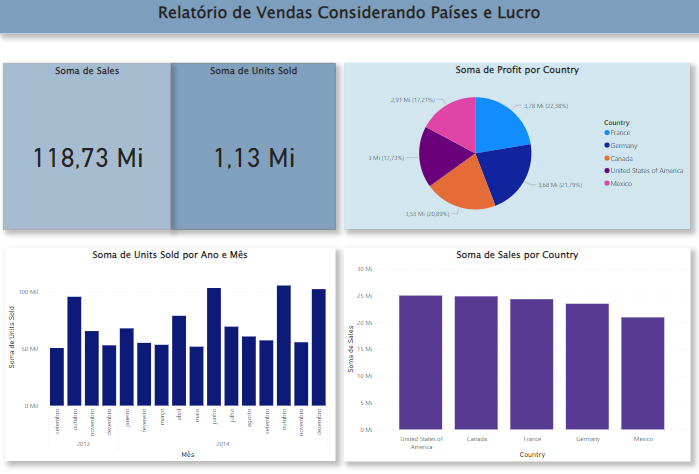 Relatório de Vendas Considerando Países e Lucro
Soma de Sales
118,73 Mi
Soma de Units Sold
1,13 Mi
Soma de Profit por Country
2,91 Mi (17,21%)
3,78 Mi (22,38%)
3 Mi (17,73%)
3,68 Mi (21,79%)
3,53 Mi (20,89%)
Country
France
Germany
Canada
United States of America
Mexico
Soma de Units Sold por Ano e Mês
Soma de Units Sold
100 Mil
50 Mil
0 Mil
setembro
outubro
novembro
dezembro
janeiro
fevereiro
março
abril
maio
junho
julho
agosto
setembro
outubro
novembro
dezembro
2013
2014
Mês
Soma de Sales por Country
Soma de Sales
30 Mi
25 Mi
20 Mi
15 Mi
10 Mi
5 Mi
0 Mi
United States of
America
Canada
France
Germany
Mexico
Country